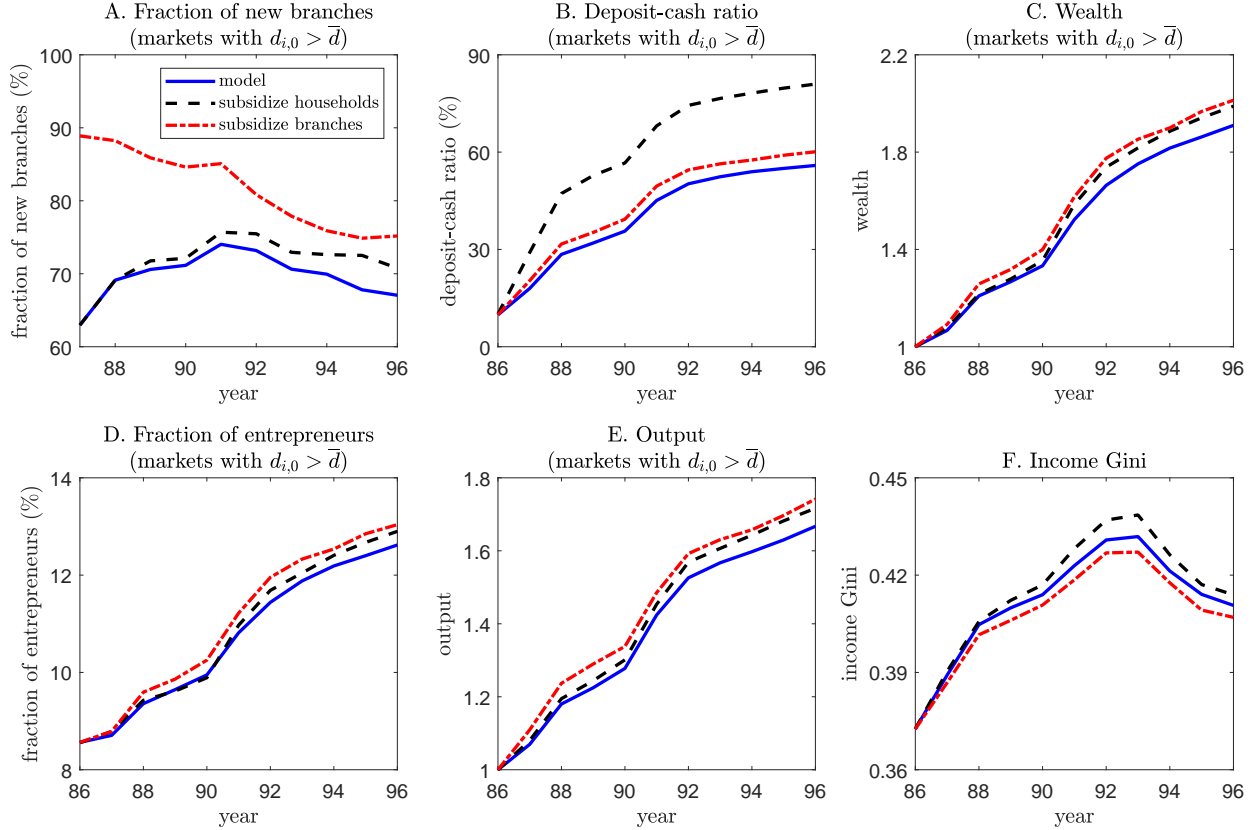 A. Fraction of new branches
(markets with d_{i,0} > \overline{d})
100
90
80
70
60
fraction of new branches (%)
model
subsidize households
subsidize branches
88 90 92 94 96
year
B. Deposit-cash ratio
(markets with d_{i,0} > \overline{d})
90
60
30
0
deposit-cash ratio (%)
86 88 90 92 94 96
year
C. Wealth
(markets with d_{i,0} > \overline{d})
2.2
1.8
1.4
1
wealth
86 88 90 92 94 96
year
D. Fraction of entrepreneurs
(markets with d_{i,0} > \overline{d})
14
12
10
8
fraction of entrepreneurs (%)
86 88 90 92 94 96
year
E. Output
(markets with d_{i,0} > \overline{d})
1.8
1.6
1.4
1.2
1
output
86 88 90 92 94 96
year
F. Income Gini
0.45
0.42
0.39
0.36
income Gini
86 88 90 92 94 96
year